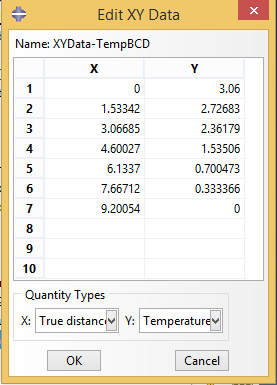 Edit XY Data
Name: XYData-TempBCD
X Y
1 0 3.06
2 1.53342 2.72683
3 3.06685 2.36179
4 4.60027 1.53506
5 6.1337 0.700473
6 7.66712 0.333366
7 9.20054 0
8
9
10
Quantity Types
X: True distanc Y: Temperature
OK Cancel